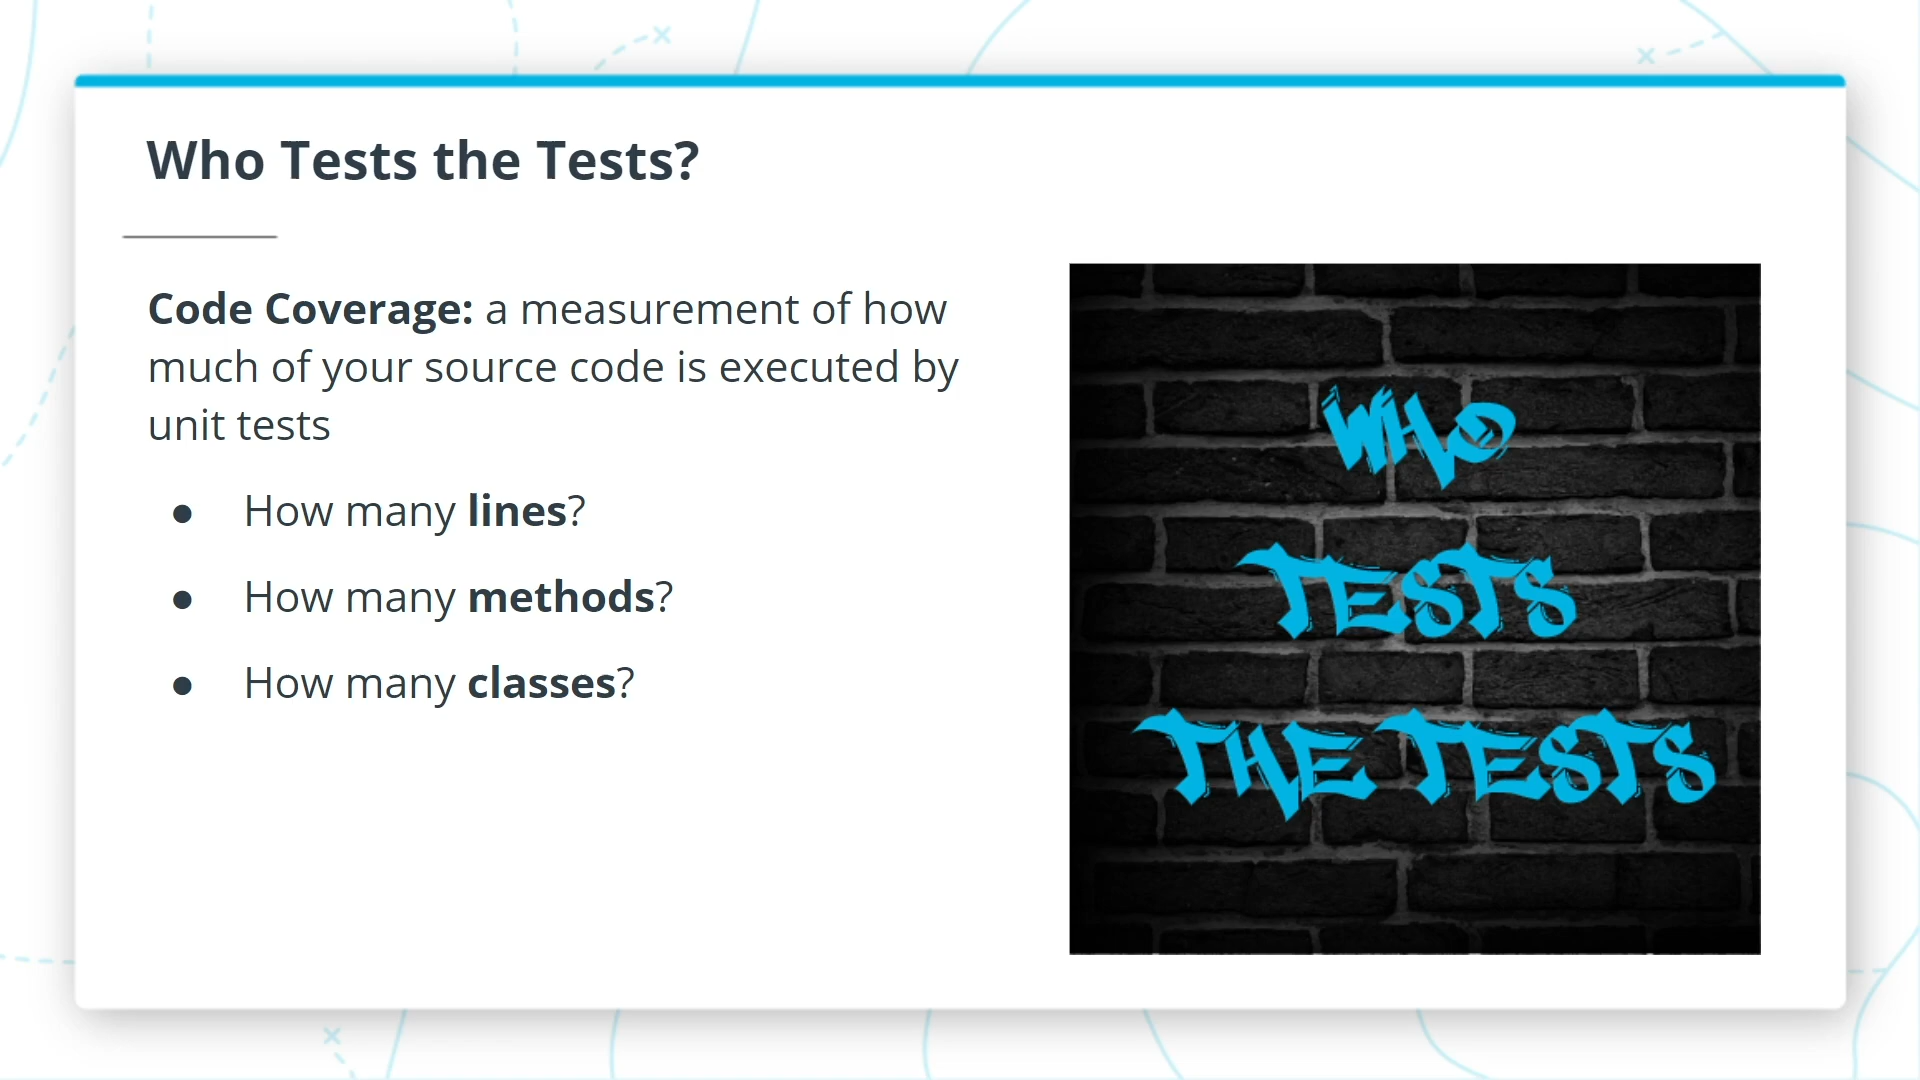 Who Tests the Tests?
Code Coverage: a measurement of how
much of your source code is executed by
unit tests
● How many lines?
● How many methods?
● How many classes?
WHO
TESTS
THE TESTS